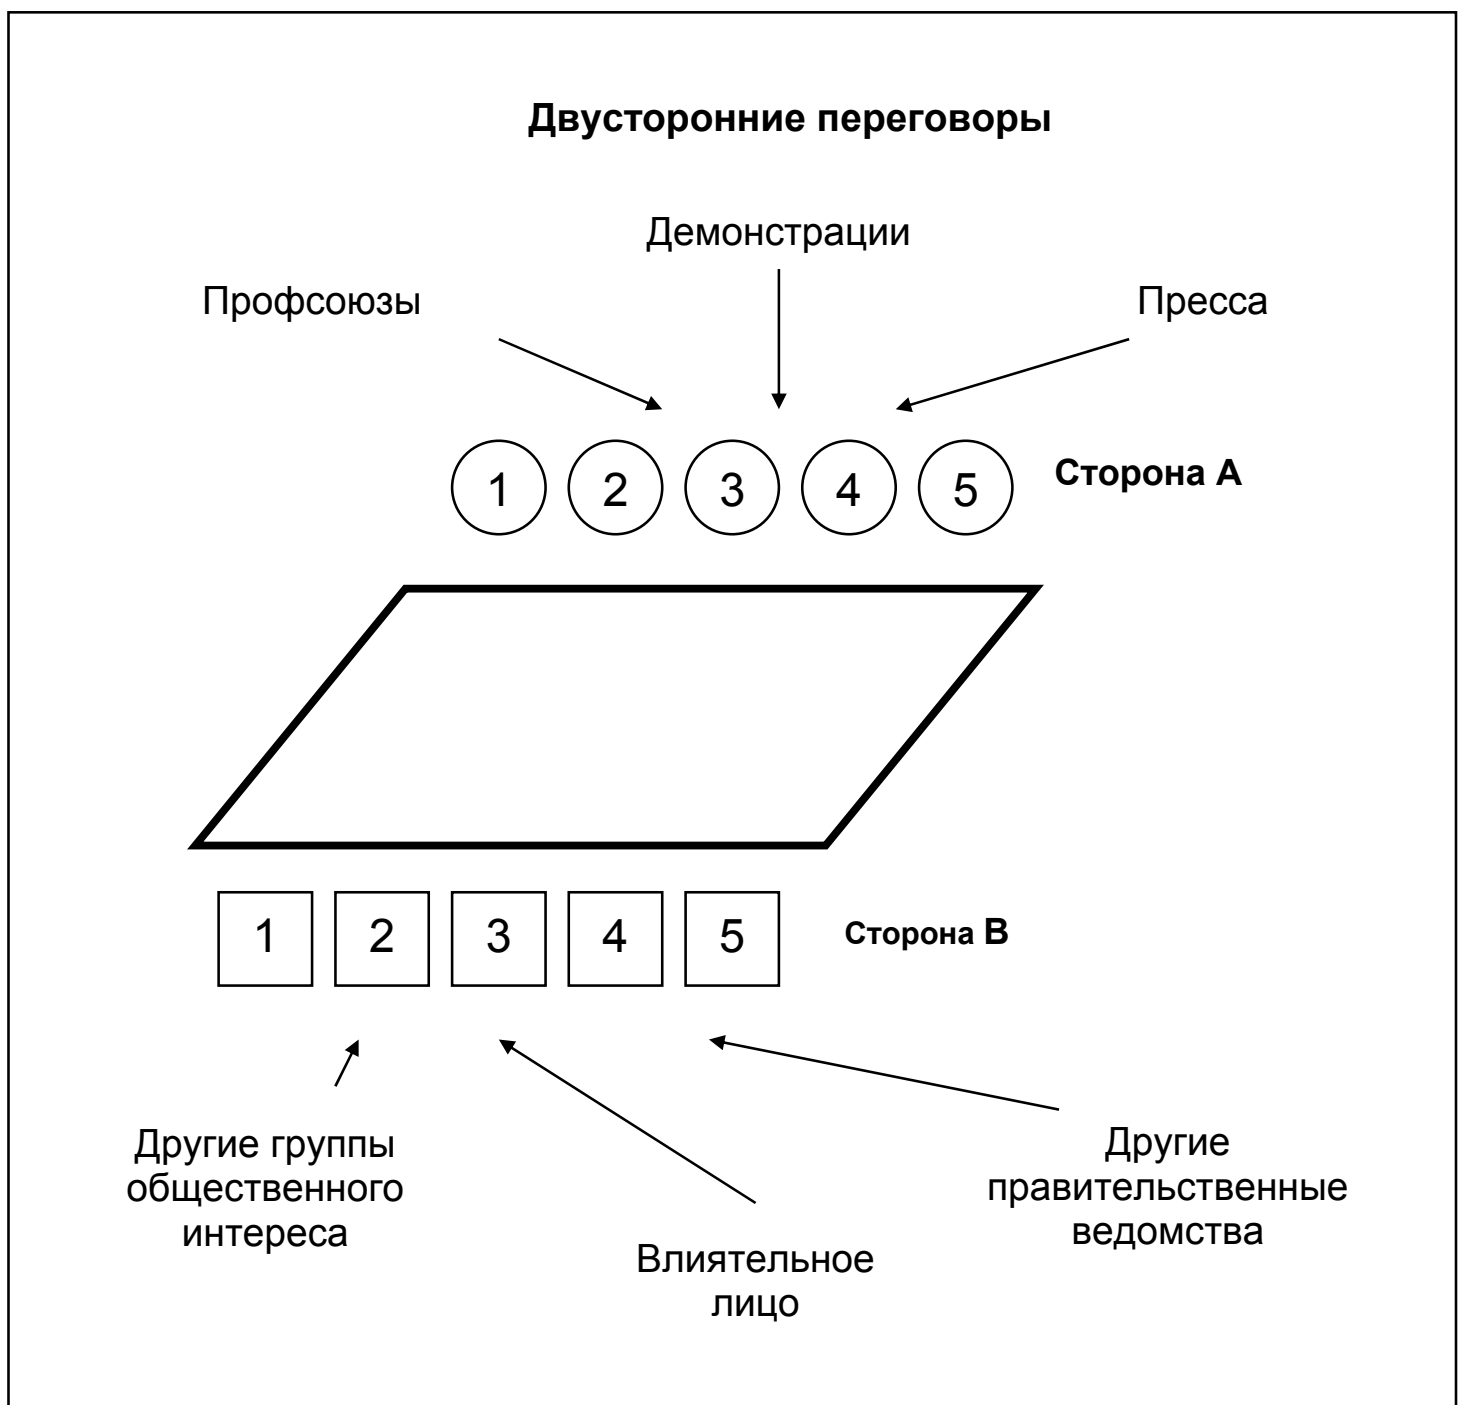 Двусторонние переговоры
Демонстрации
Профсоюзы
Пресса
1 2 3 4 5 Сторона А
1 2 3 4 5 Сторона В
Другие группы
общественного
интереса
Влиятельное
лицо
Другие
правительственные
ведомства